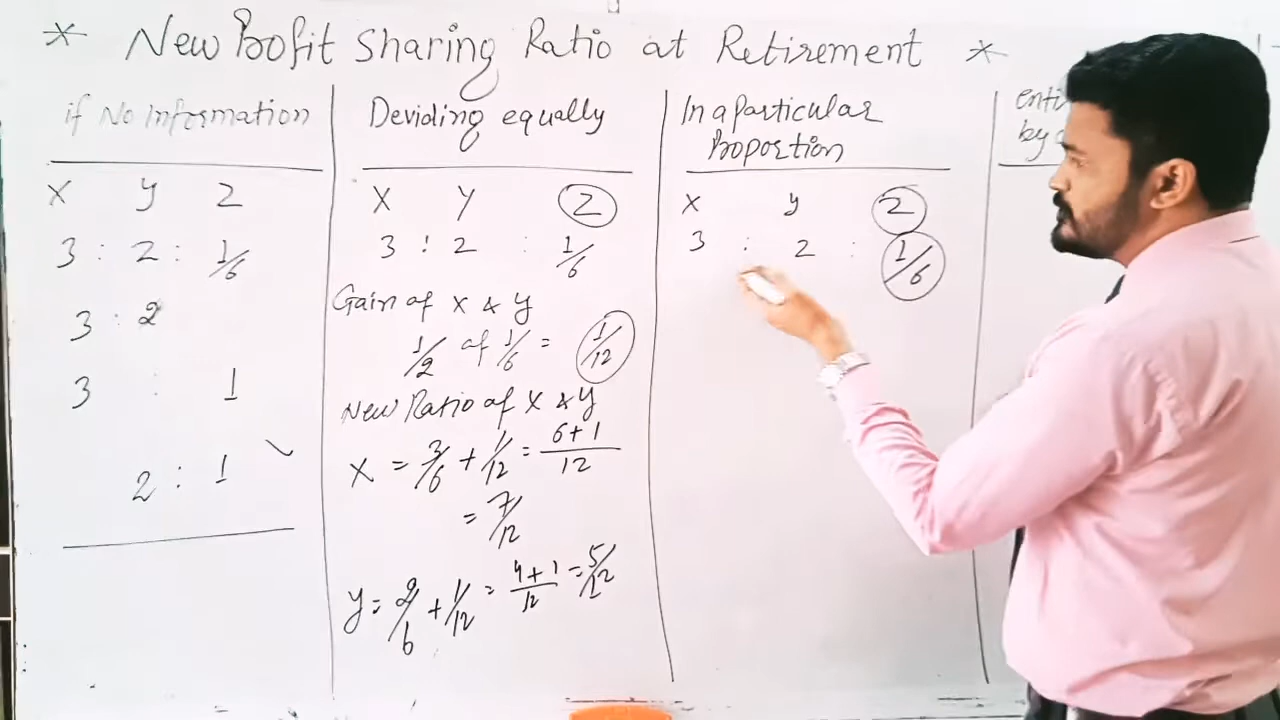 * New Profit Sharing Ratio at Retirement *
if No Information
X y Z
3 : 2 : 1/6
3 : 2
3 : 1
2 : 1
Deviding equally
X Y Z
3 : 2 : 1/6
Gain of X & y
1/2 of 1/6 = 1/12
New Ratio of X & y
X = 3/6 + 1/12 = 6+1/12
= 7/12
y = 2/6 + 1/12 = 4+1/12 = 5/12
In a particular
Proportion
X y Z
3 : 2 : 1/6
enti
by